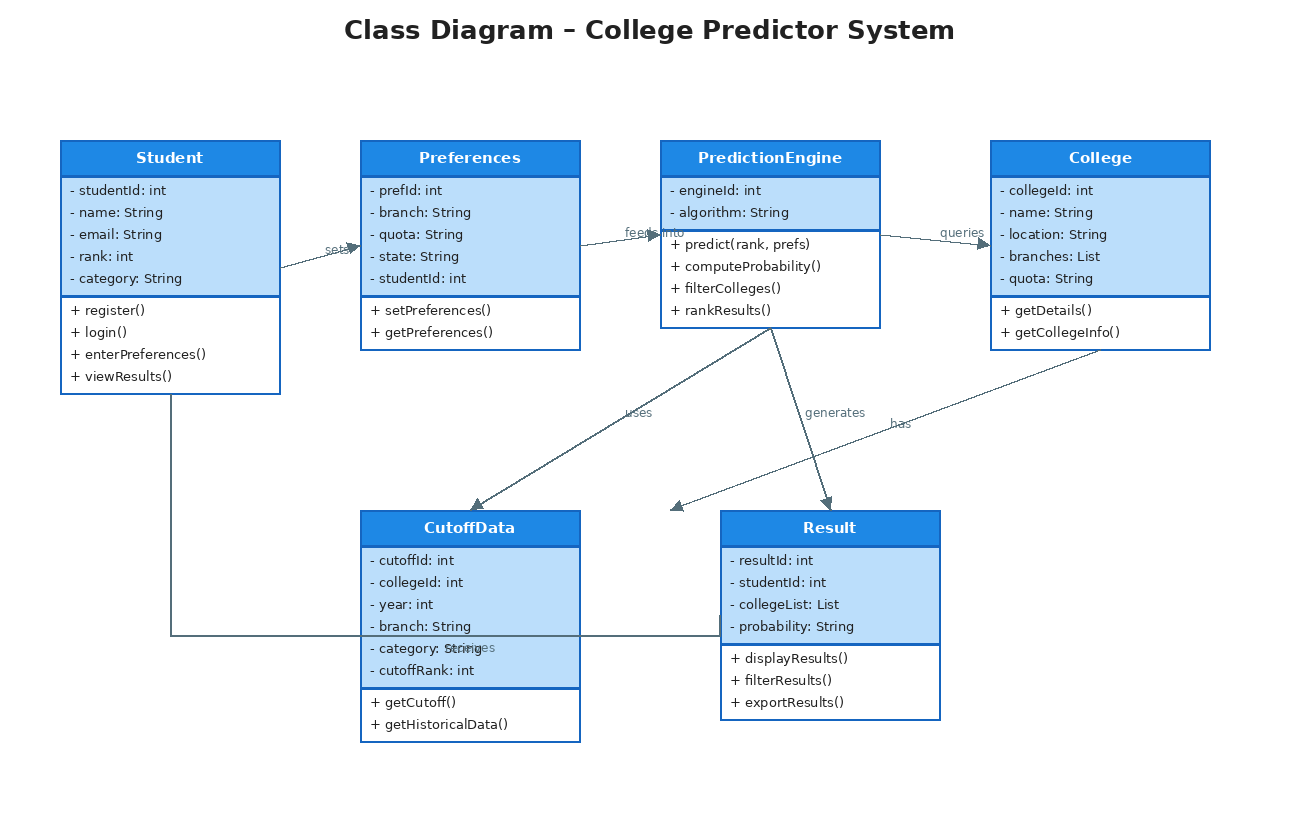 Class Diagram – College Predictor System
Student
- studentId: int
- name: String
- email: String
- rank: int
- category: String
+ register()
+ login()
+ enterPreferences()
+ viewResults()
sets
Preferences
- prefId: int
- branch: String
- quota: String
- state: String
- studentId: int
+ setPreferences()
+ getPreferences()
feeds into
PredictionEngine
- engineId: int
- algorithm: String
+ predict(rank, prefs)
+ computeProbability()
+ filterColleges()
+ rankResults()
queries
College
- collegeId: int
- name: String
- location: String
- branches: List
- quota: String
+ getDetails()
+ getCollegeInfo()
uses
generates
has
CutoffData
- cutoffId: int
- collegeId: int
- year: int
- branch: String
- category: String
- cutoffRank: int
+ getCutoff()
+ getHistoricalData()
receives
Result
- resultId: int
- studentId: int
- collegeList: List
- probability: String
+ displayResults()
+ filterResults()
+ exportResults()